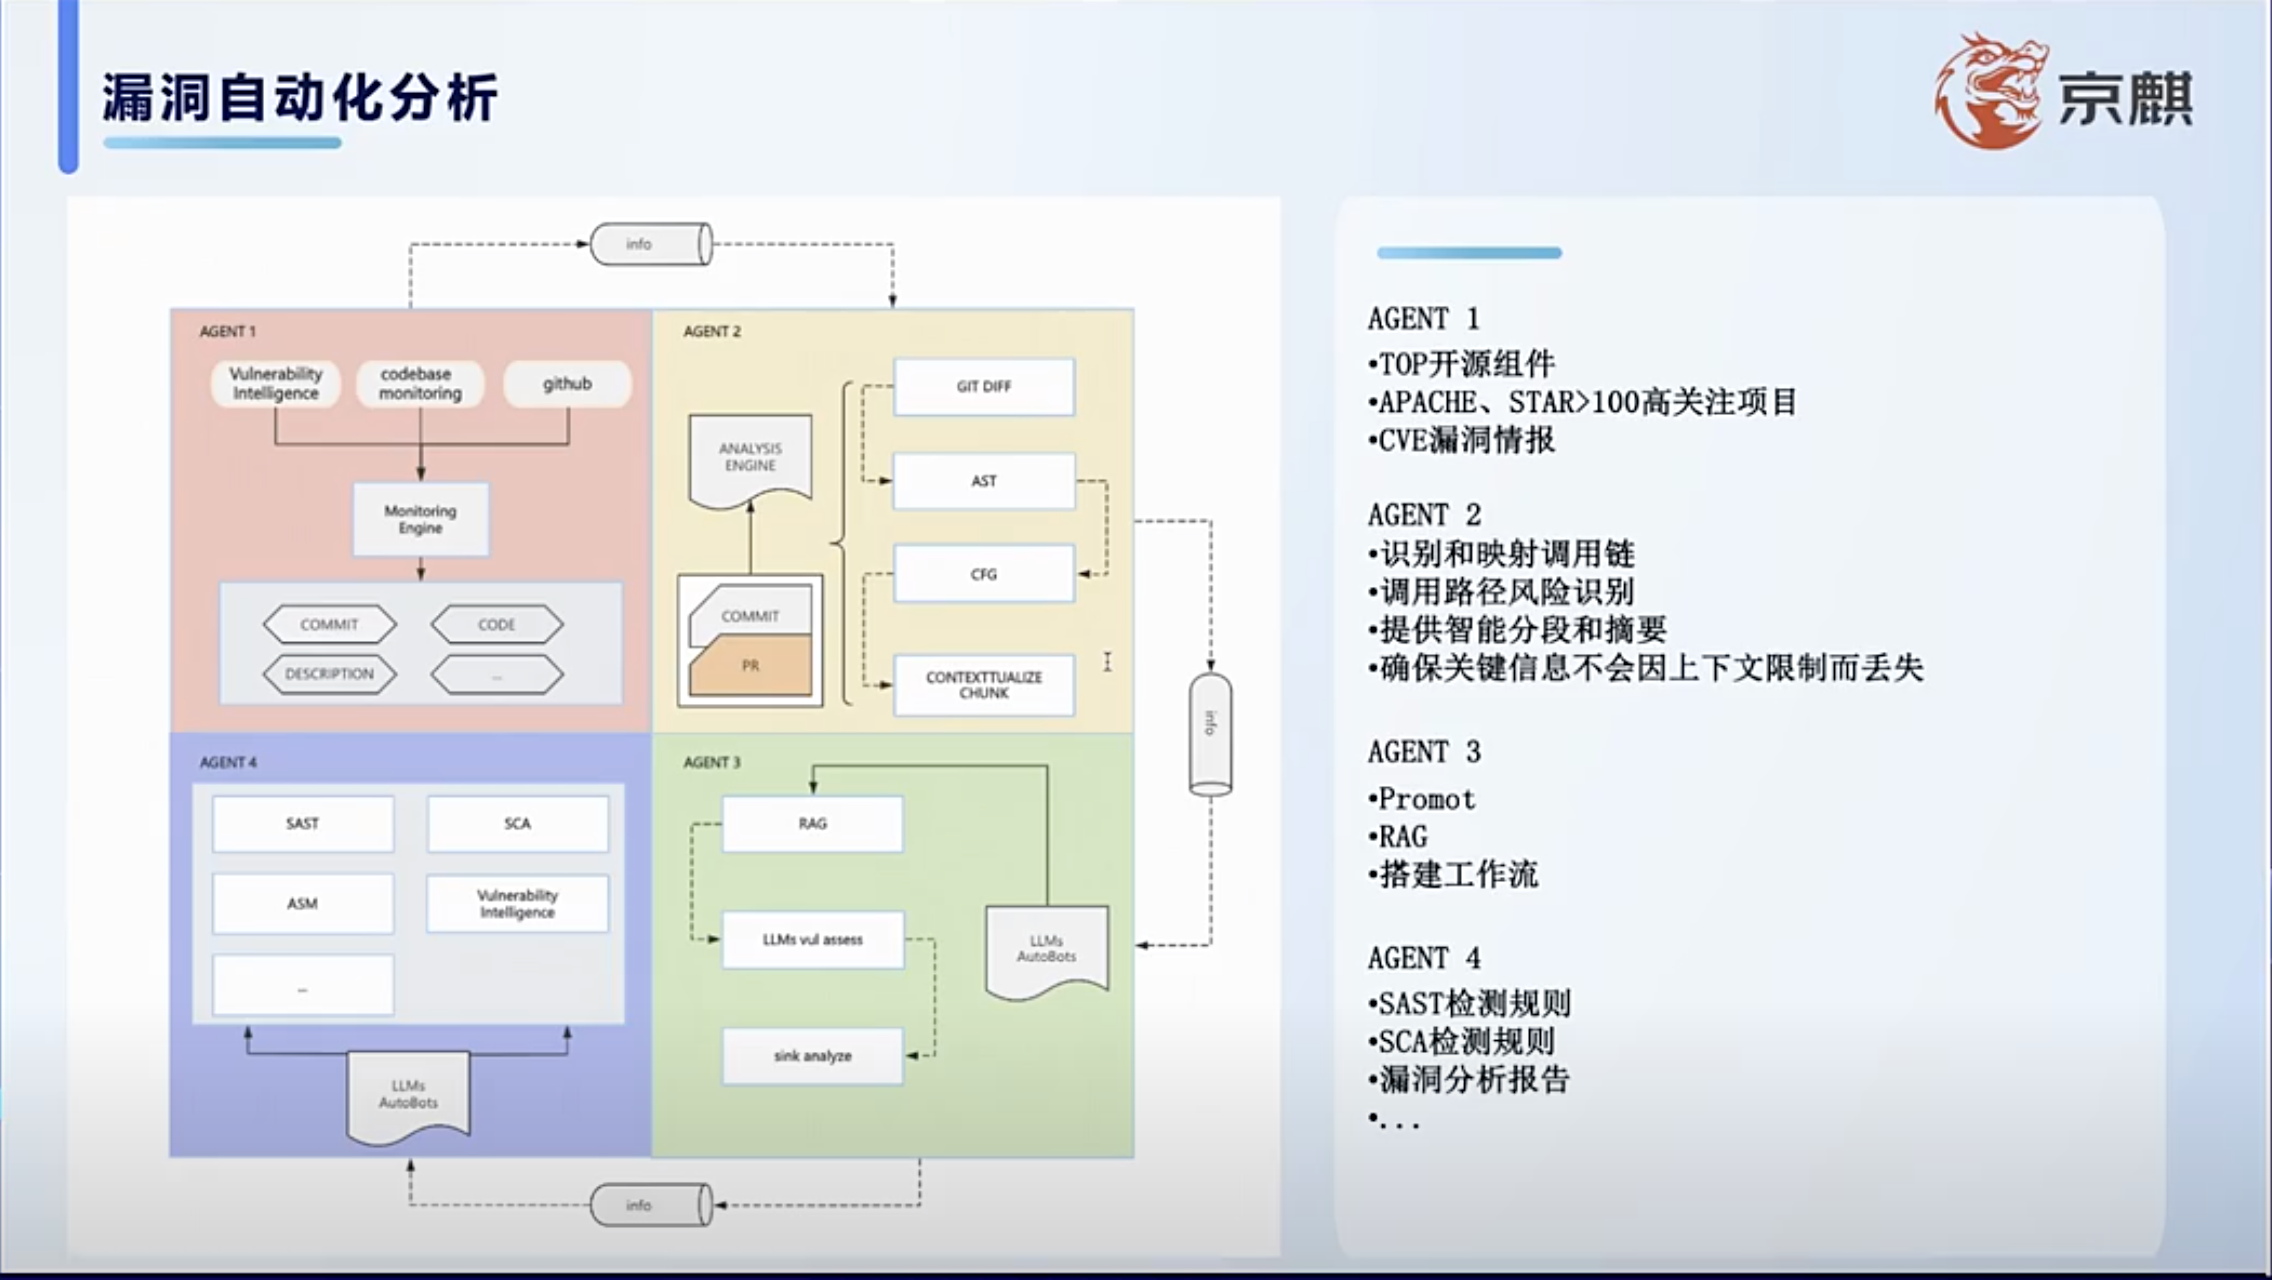 漏洞自动化分析
京麒
info
AGENT 1
Vulnerability
Intelligence
codebase
monitoring
github
Monitoring
Engine
COMMIT
CODE
DESCRIPTION
...
AGENT 2
ANALYSIS
ENGINE
COMMIT
PR
GIT DIFF
AST
CFG
CONTEXTTUALIZE
CHUNK
info
AGENT 4
SAST
SCA
ASM
Vulnerability
Intelligence
...
LLMs
AutoBots
AGENT 3
RAG
LLMs vul assess
sink analyze
LLMs
AutoBots
info
AGENT 1
•TOP开源组件
•APACHE、STAR>100高关注项目
•CVE漏洞情报
AGENT 2
•识别和映射调用链
•调用路径风险识别
•提供智能分段和摘要
•确保关键信息不会因上下文限制而丢失
AGENT 3
•Promot
•RAG
•搭建工作流
AGENT 4
•SAST检测规则
•SCA检测规则
•漏洞分析报告
•...